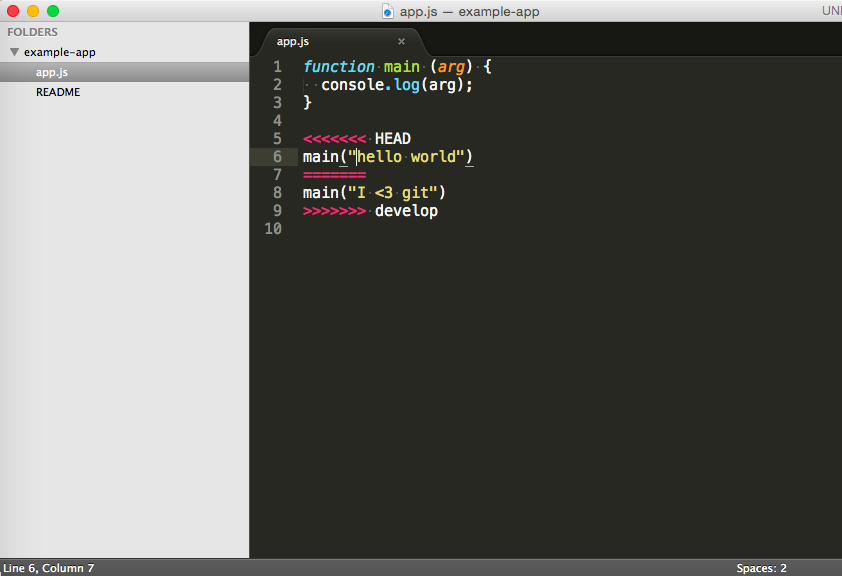 app.js — example-app
UNI
FOLDERS
example-app
app.js
README
app.js ×
1 function main (arg) {
2   console.log(arg);
3 }
4
5 <<<<<<< HEAD
6 main("hello world")
7 =======
8 main("I <3 git")
9 >>>>>>> develop
10
Line 6, Column 7
Spaces: 2